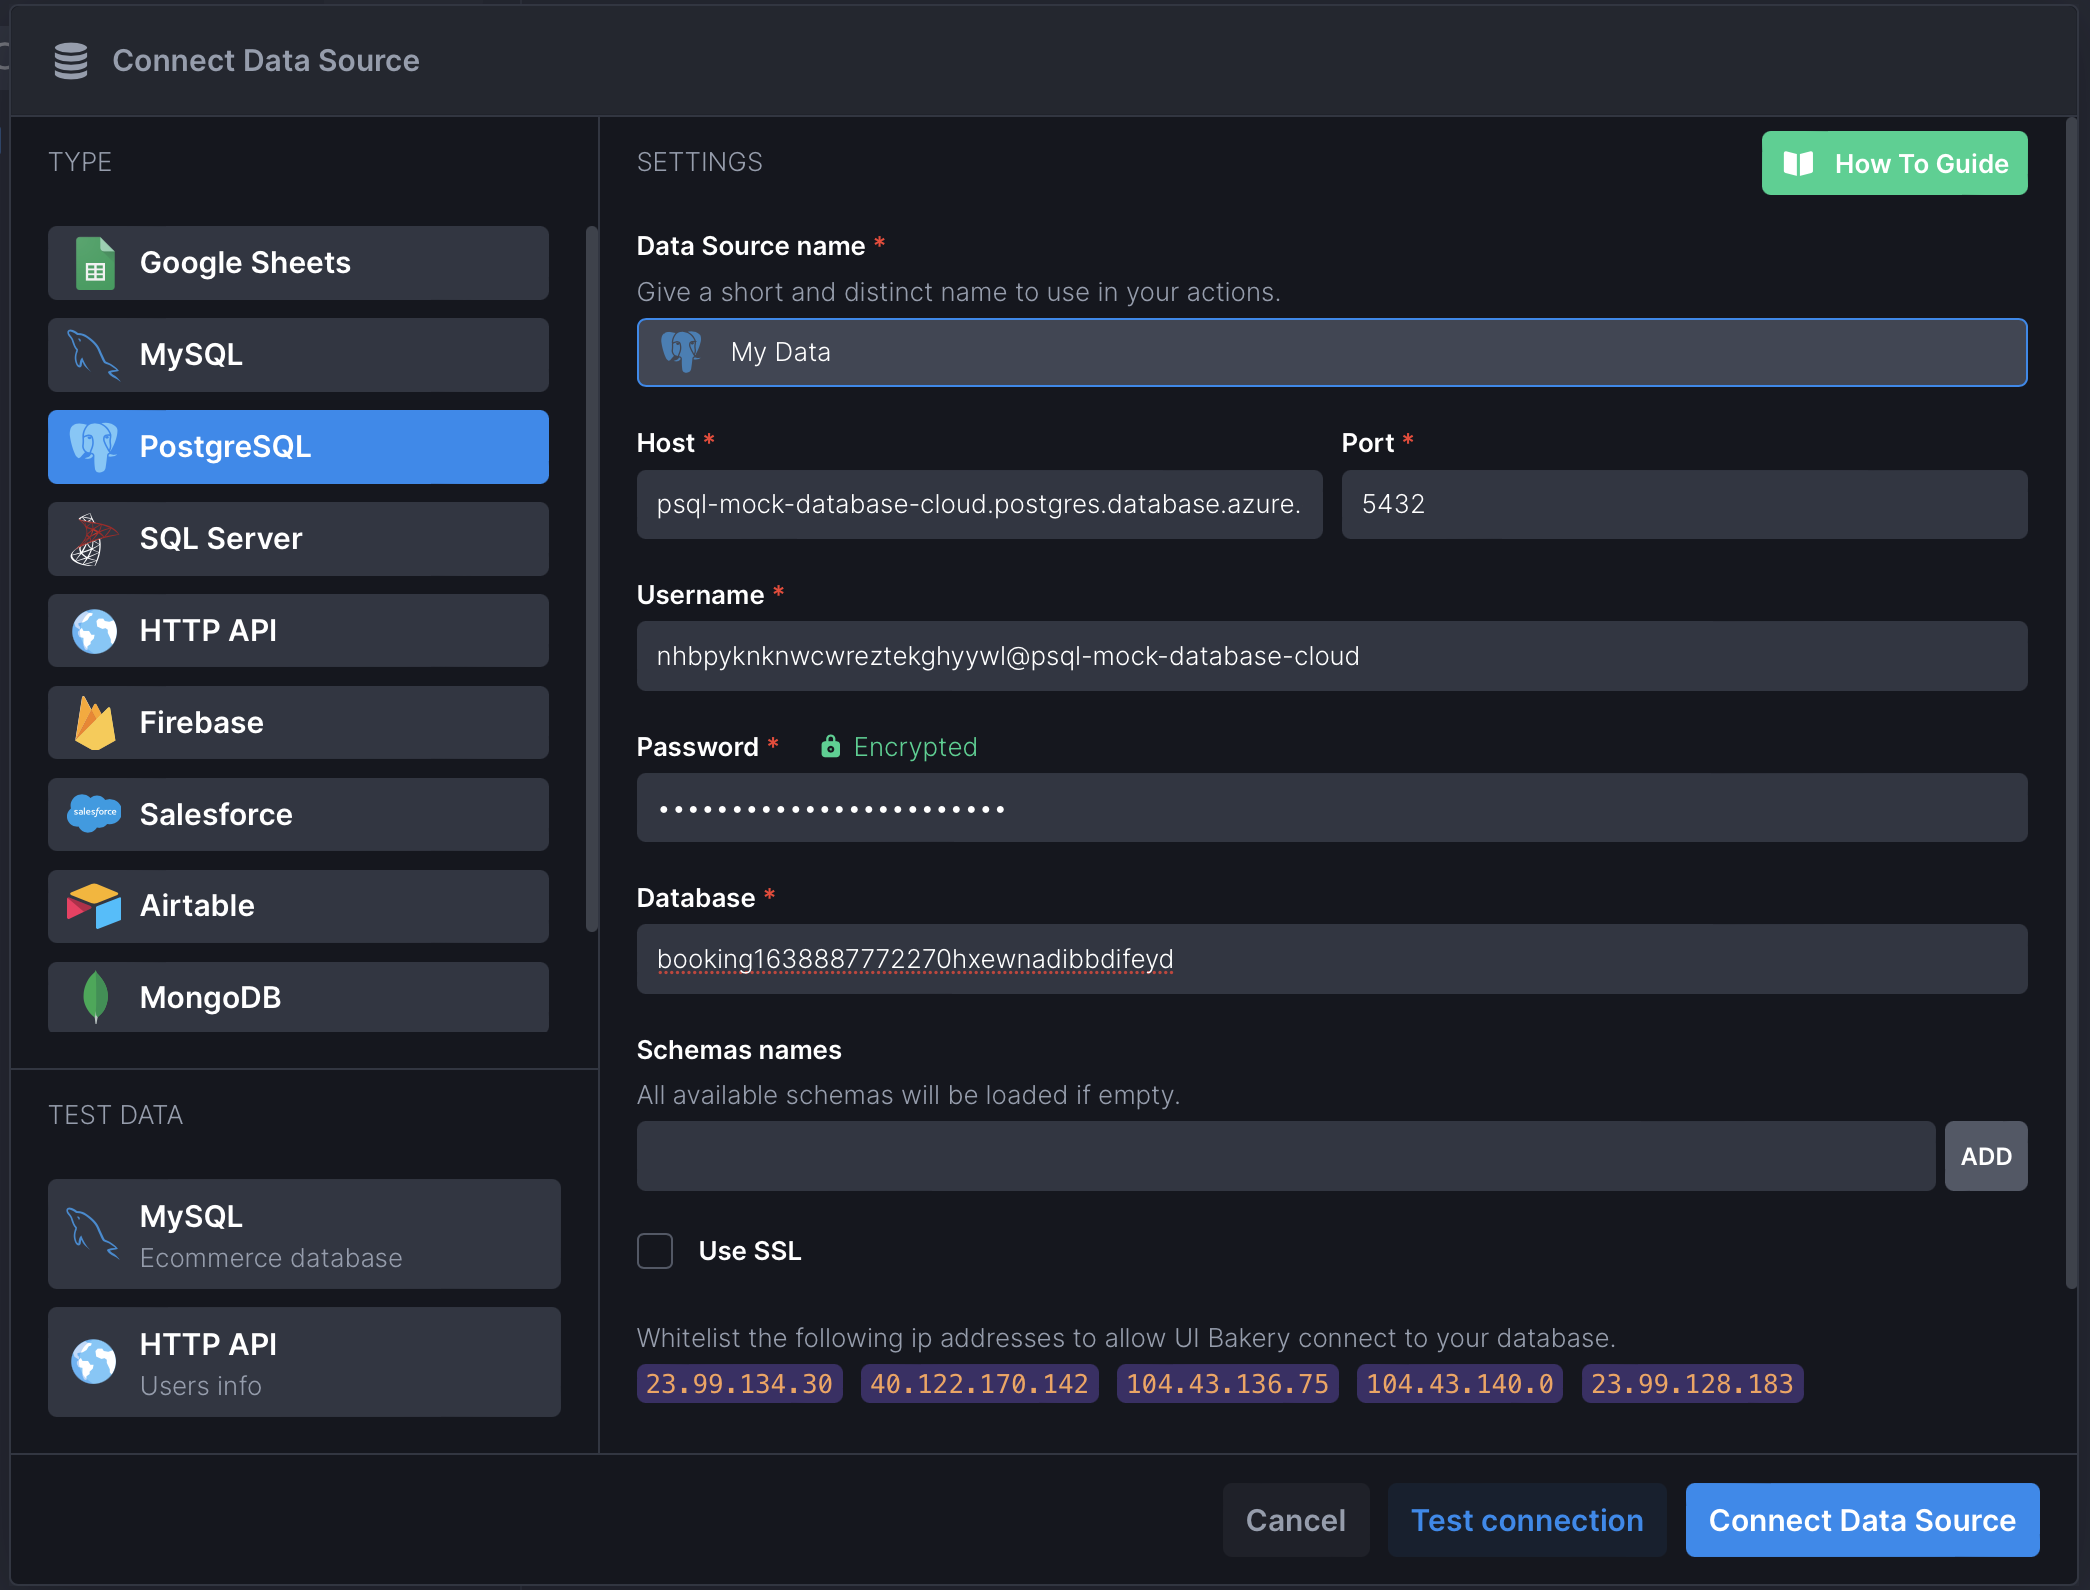 Connect Data Source
TYPE
Google Sheets
MySQL
PostgreSQL
SQL Server
HTTP API
Firebase
salesforce Salesforce
Airtable
MongoDB
TEST DATA
MySQL
Ecommerce database
HTTP API
Users info
SETTINGS
How To Guide
Data Source name *
Give a short and distinct name to use in your actions.
My Data
Host * Port *
psql-mock-database-cloud.postgres.database.azure. 5432
Username *
nhbpyknknwcwreztekghyywl@psql-mock-database-cloud
Password * Encrypted
••••••••••••••••••••••••
Database *
booking1638887772270hxewnadibbdifeyd
Schemas names
All available schemas will be loaded if empty.
ADD
Use SSL
Whitelist the following ip addresses to allow UI Bakery connect to your database.
23.99.134.30 40.122.170.142 104.43.136.75 104.43.140.0 23.99.128.183
Cancel Test connection Connect Data Source